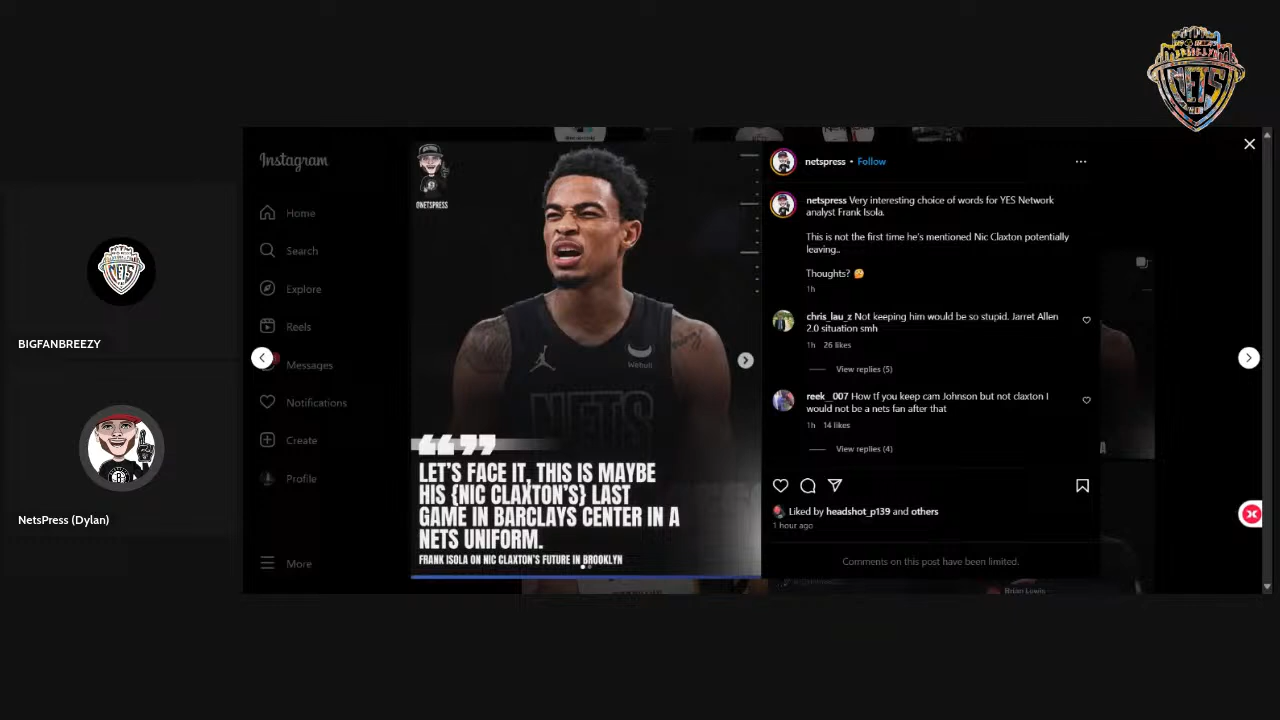 NETS
Instagram
Home
Search
Explore
Reels
Messages
Notifications
Create
Profile
More
BIGFANBREEZY
NetsPress (Dylan)
@NETSPRESS
Webull
NETS
LET'S FACE IT, THIS IS MAYBE
HIS {NIC CLAXTON'S} LAST
GAME IN BARCLAYS CENTER IN A
NETS UNIFORM.
FRANK ISOLA ON NIC CLAXTON'S FUTURE IN BROOKLYN
netspress • Follow
netspress Very interesting choice of words for YES Network
analyst Frank Isola.
This is not the first time he's mentioned Nic Claxton potentially
leaving..
Thoughts? 🤔
1h
chris_lau_z Not keeping him would be so stupid. Jarret Allen
2.0 situation smh
1h 26 likes
View replies (5)
reek__007 How tf you keep cam Johnson but not claxton I
would not be a nets fan after that
1h 14 likes
View replies (4)
Liked by headshot_p139 and others
1 hour ago
Comments on this post have been limited.
Brian Lewis